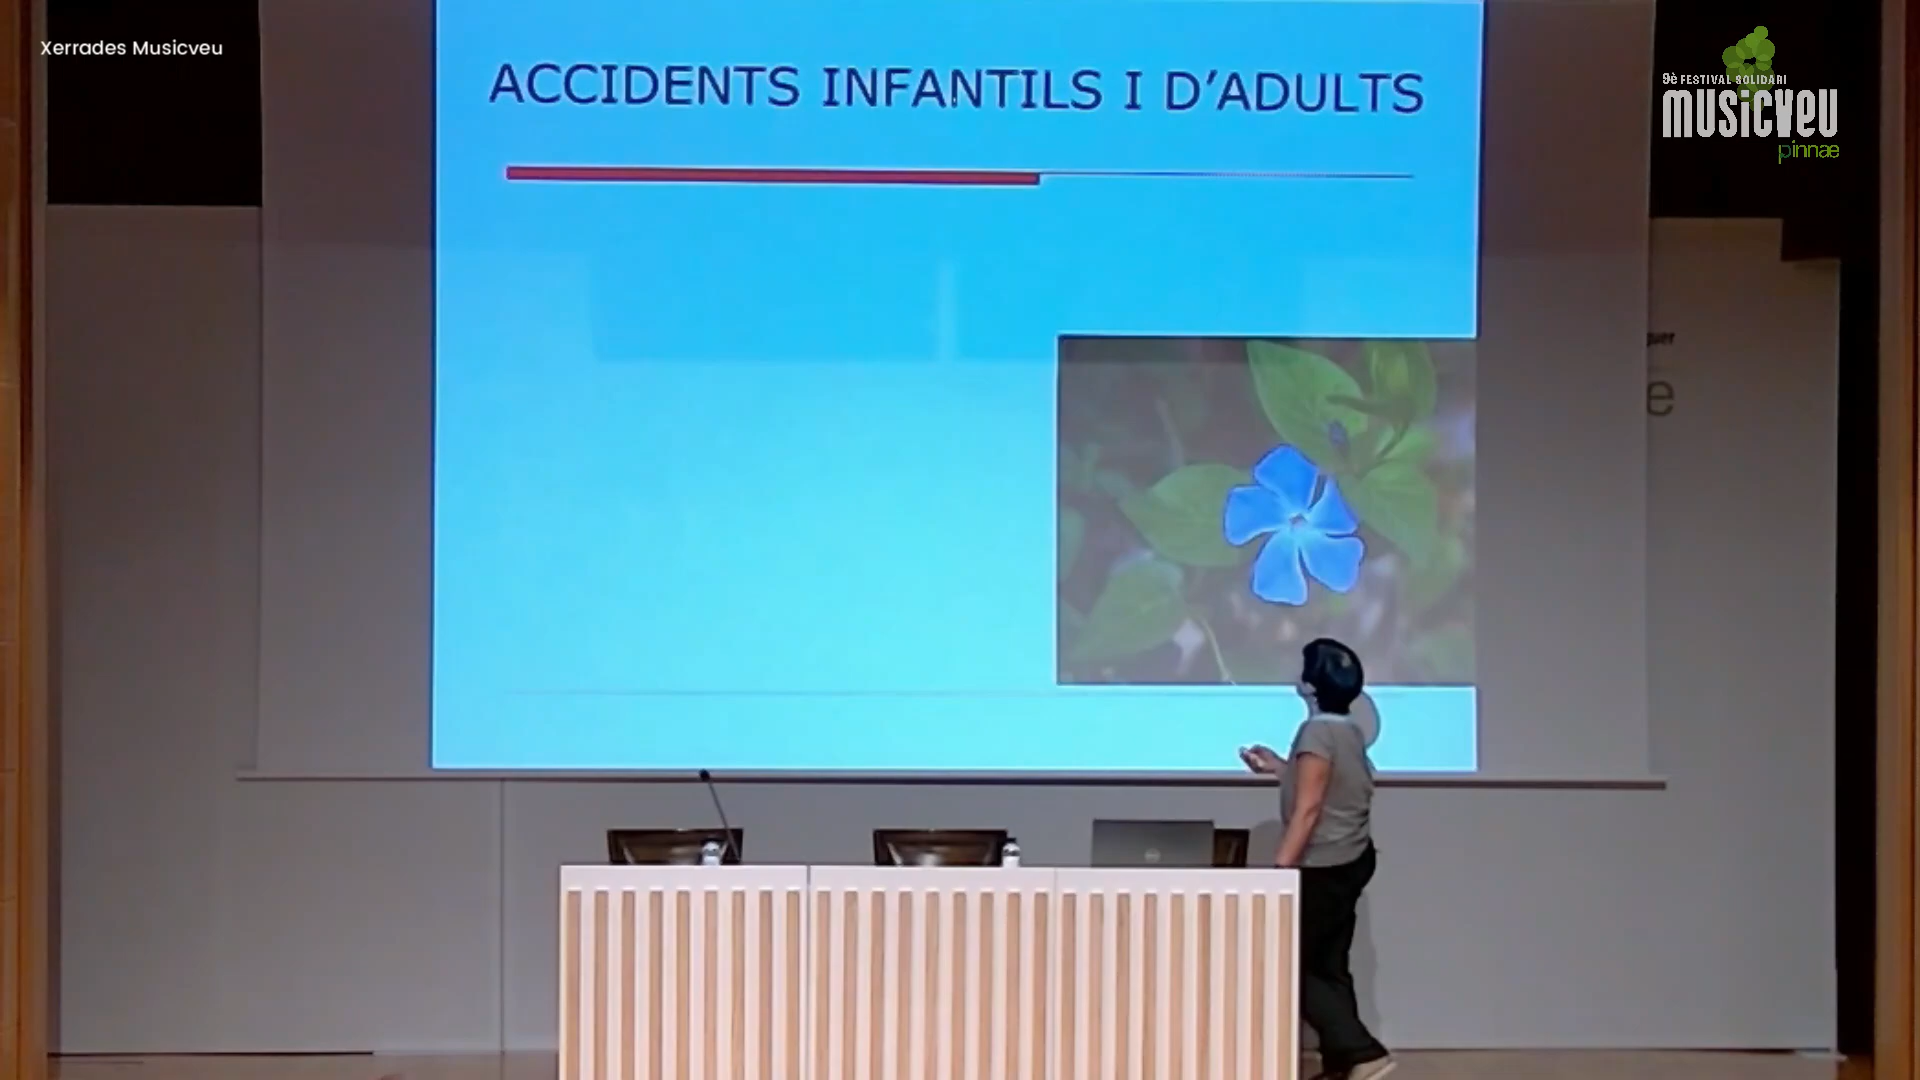 Xerrades Musicveu
ACCIDENTS INFANTILS I D'ADULTS
9è FESTIVAL SOLIDARI
musicveu
pinnae